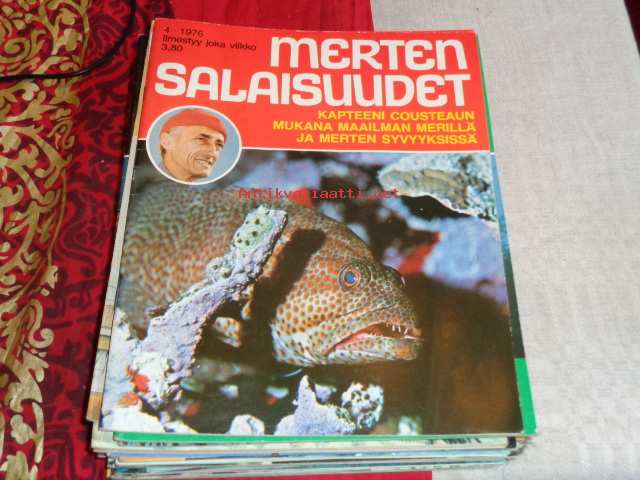 4 - 1976
Ilmestyy joka viikko
3,80
MERTEN
SALAISUUDET
KAPTEENI COUSTEAUN
MUKANA MAAILMAN MERILLÄ
JA MERTEN SYVYYKSISSÄ
Antikvariaatti.net